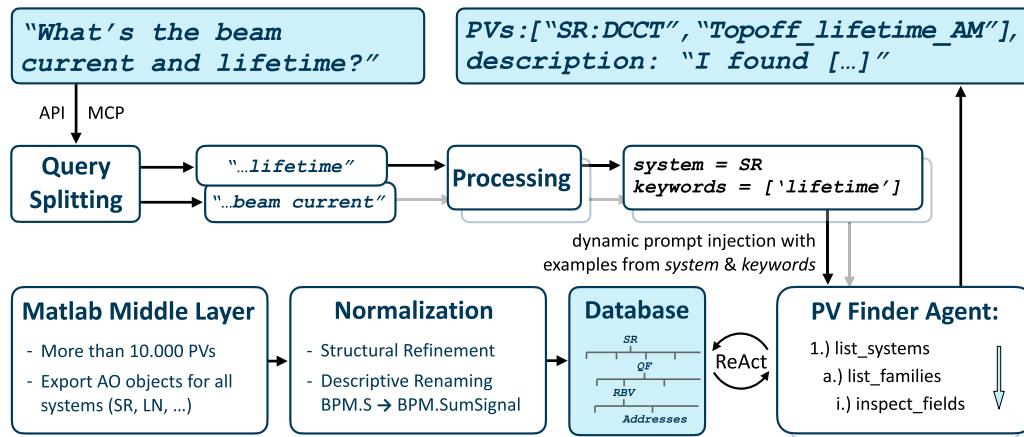 “What’s the beam
current and lifetime?”
PVs:[“SR:DCCT”,“Topoff_lifetime_AM”],
description: “I found […]”
API
MCP
Query
Splitting
“…lifetime”
“…beam current”
Processing
system = SR
keywords = [‘lifetime’]
dynamic prompt injection with
examples from system & keywords
Matlab Middle Layer
- More than 10.000 PVs
- Export AO objects for all
systems (SR, LN, …)
Normalization
- Structural Refinement
- Descriptive Renaming
BPM.S → BPM.SumSignal
Database
SR
QF
RBV
Addresses
ReAct
PV Finder Agent:
1.) list_systems
a.) list_families
i.) inspect_fields